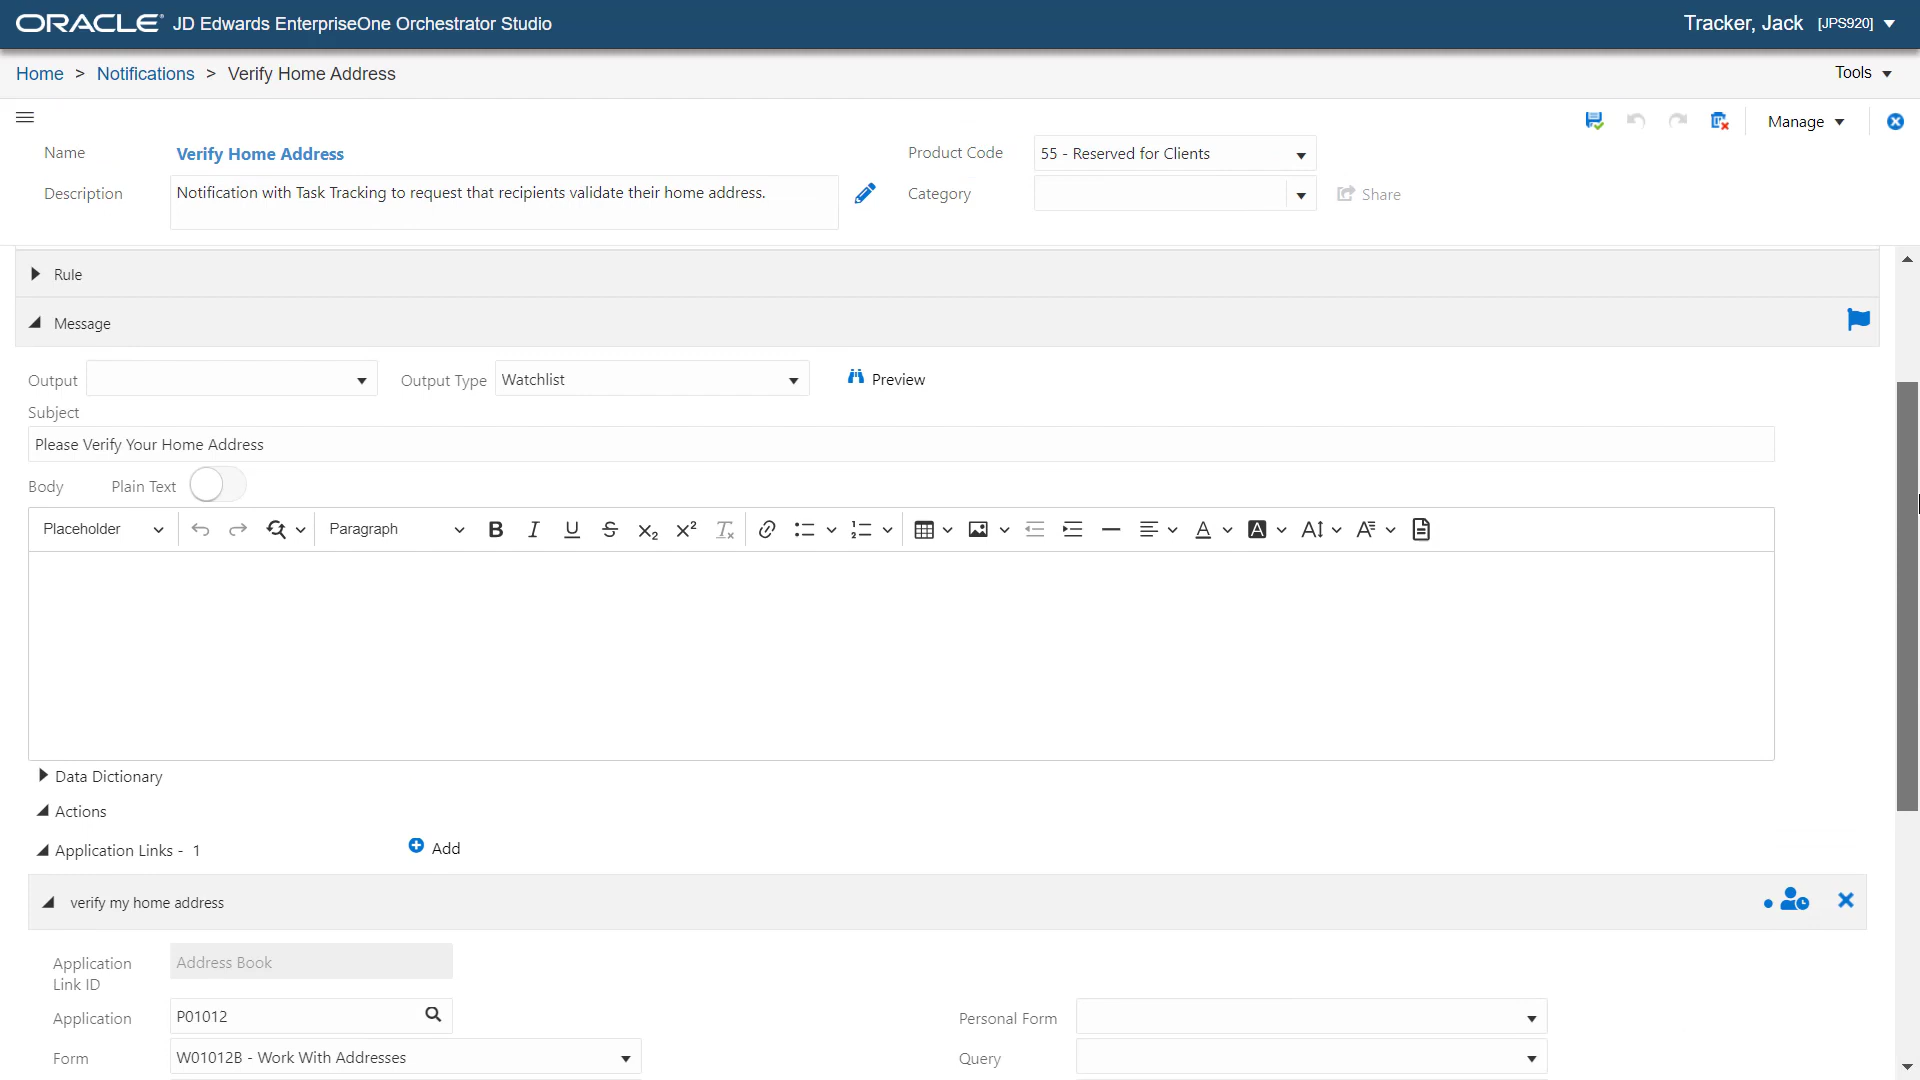 ORACLE JD Edwards EnterpriseOne Orchestrator Studio
Tracker, Jack [JPS920]
Home > Notifications > Verify Home Address
Tools
Manage
Name Verify Home Address
Product Code 55 - Reserved for Clients
Description Notification with Task Tracking to request that recipients validate their home address.
Category
Share
Rule
Message
Output
Output Type Watchlist
Preview
Subject
Please Verify Your Home Address
Body Plain Text
Placeholder
Paragraph
Data Dictionary
Actions
Application Links - 1
Add
verify my home address
Application Link ID
Address Book
Application P01012
Personal Form
Form W01012B - Work With Addresses
Query